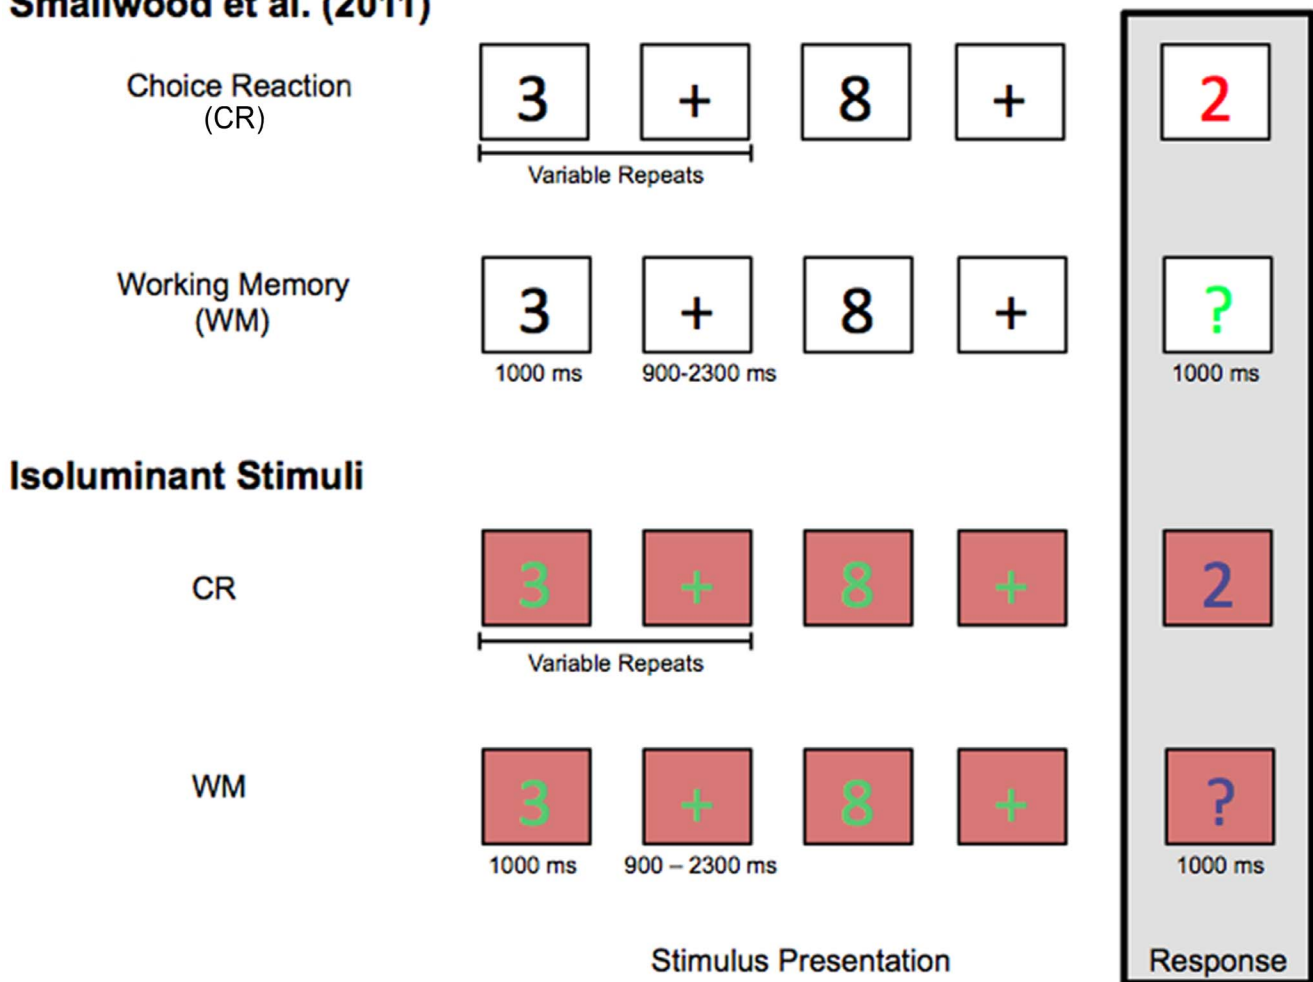 Smallwood et al. (2011)
Choice Reaction
(CR)
3 + 8 + 2
Variable Repeats
Working Memory
(WM)
3 + 8 + ?
1000 ms 900-2300 ms 1000 ms
Isoluminant Stimuli
CR
3 + 8 + 2
Variable Repeats
WM
3 + 8 + ?
1000 ms 900 – 2300 ms 1000 ms
Stimulus Presentation Response